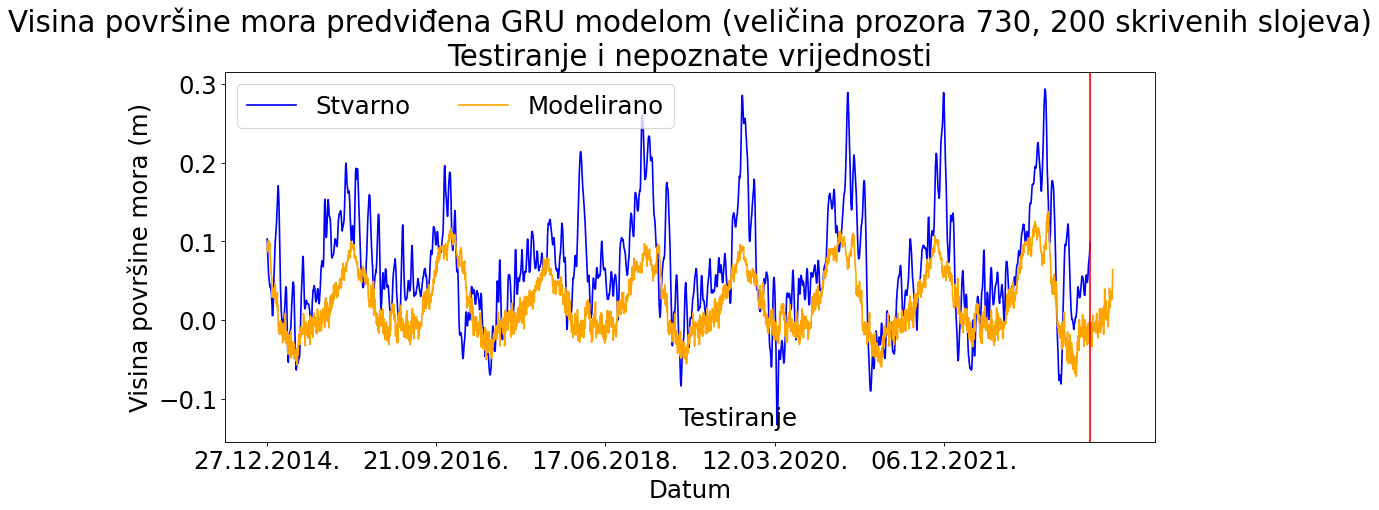 Visina površine mora predviđena GRU modelom (veličina prozora 730, 200 skrivenih slojeva)
Testiranje i nepoznate vrijednosti
Stvarno Modelirano
Visina površine mora (m)
0.3
0.2
0.1
0.0
−0.1
Testiranje
27.12.2014. 21.09.2016. 17.06.2018. 12.03.2020. 06.12.2021.
Datum